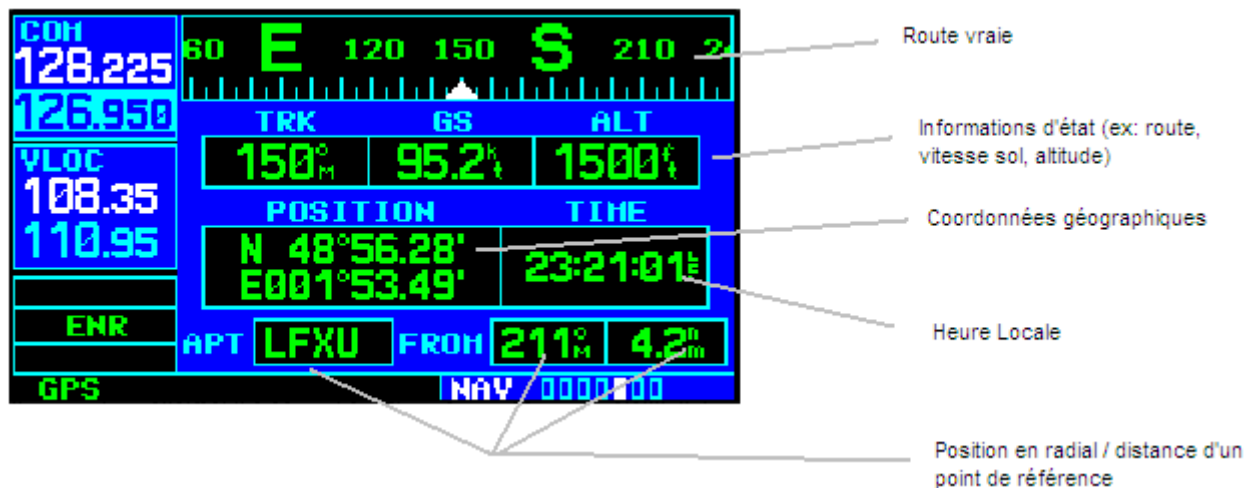 COM
128.225
126.950
VLOC
108.35
110.95
ENR
GPS
60 E 120 150 S 210 24
TRK GS ALT
150°M 95.2kt 1500ft
POSITION TIME
N 48°56.28'
E001°53.49'
23:21:01
APT LFXU FROM 211°M 4.2nm
NAV
Route vraie
Informations d'état (ex: route,
vitesse sol, altitude)
Coordonnées géographiques
Heure Locale
Position en radial / distance d'un
point de référence